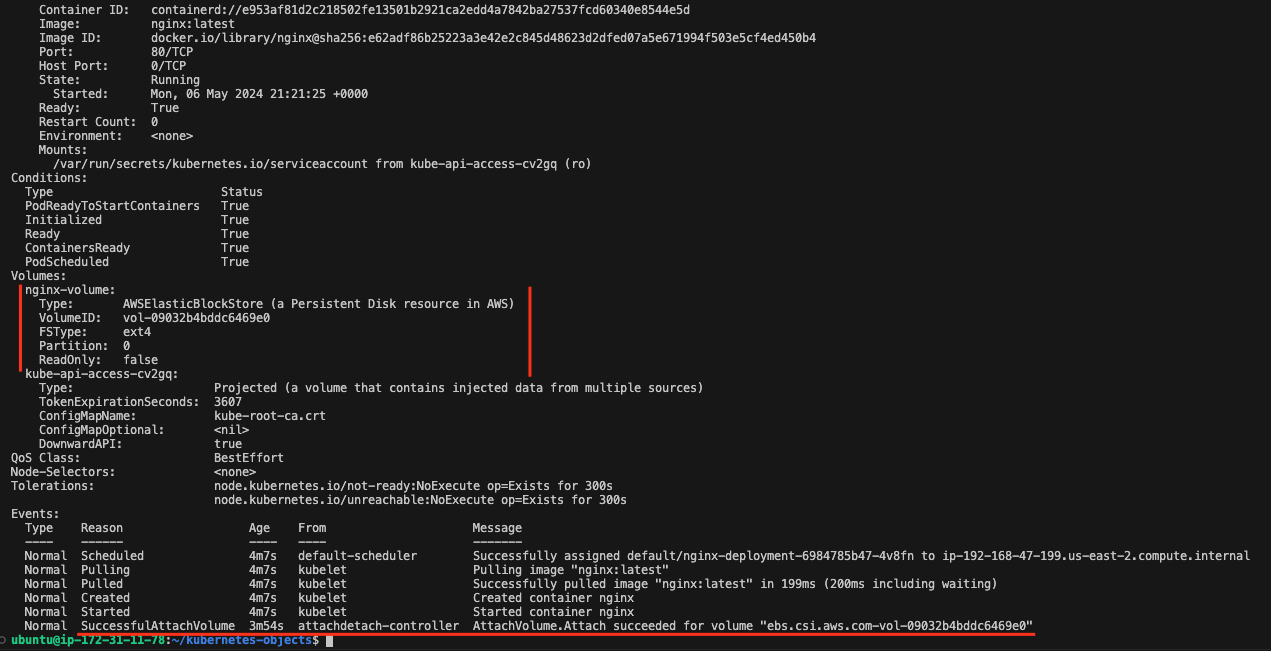 Container ID:   containerd://e953af81d2c218502fe13501b2921ca2edd4a7842ba27537fcd60340e8544e5d
Image:          nginx:latest
Image ID:       docker.io/library/nginx@sha256:e62adf86b25223a3e42e2c845d48623d2dfed07a5e671994f503e5cf4ed450b4
Port:           80/TCP
Host Port:      0/TCP
State:          Running
Started:      Mon, 06 May 2024 21:21:25 +0000
Ready:          True
Restart Count:  0
Environment:    <none>
Mounts:
/var/run/secrets/kubernetes.io/serviceaccount from kube-api-access-cv2gq (ro)
Conditions:
Type                        Status
PodReadyToStartContainers   True
Initialized                 True
Ready                       True
ContainersReady             True
PodScheduled                True
Volumes:
nginx-volume:
Type:       AWSElasticBlockStore (a Persistent Disk resource in AWS)
VolumeID:   vol-09032b4bddc6469e0
FSType:     ext4
Partition:  0
ReadOnly:   false
kube-api-access-cv2gq:
Type:                    Projected (a volume that contains injected data from multiple sources)
TokenExpirationSeconds:  3607
ConfigMapName:           kube-root-ca.crt
ConfigMapOptional:       <nil>
DownwardAPI:             true
QoS Class:                   BestEffort
Node-Selectors:              <none>
Tolerations:                 node.kubernetes.io/not-ready:NoExecute op=Exists for 300s
node.kubernetes.io/unreachable:NoExecute op=Exists for 300s
Events:
Type    Reason                  Age    From                     Message
----    ------                  ----   ----                     -------
Normal  Scheduled               4m7s   default-scheduler        Successfully assigned default/nginx-deployment-6984785b47-4v8fn to ip-192-168-47-199.us-east-2.compute.internal
Normal  Pulling                 4m7s   kubelet                  Pulling image "nginx:latest"
Normal  Pulled                  4m7s   kubelet                  Successfully pulled image "nginx:latest" in 199ms (200ms including waiting)
Normal  Created                 4m7s   kubelet                  Created container nginx
Normal  Started                 4m7s   kubelet                  Started container nginx
Normal  SuccessfulAttachVolume  3m54s  attachdetach-controller  AttachVolume.Attach succeeded for volume "ebs.csi.aws.com-vol-09032b4bddc6469e0"
ubuntu@ip-172-31-11-78:~/kubernetes-objects$